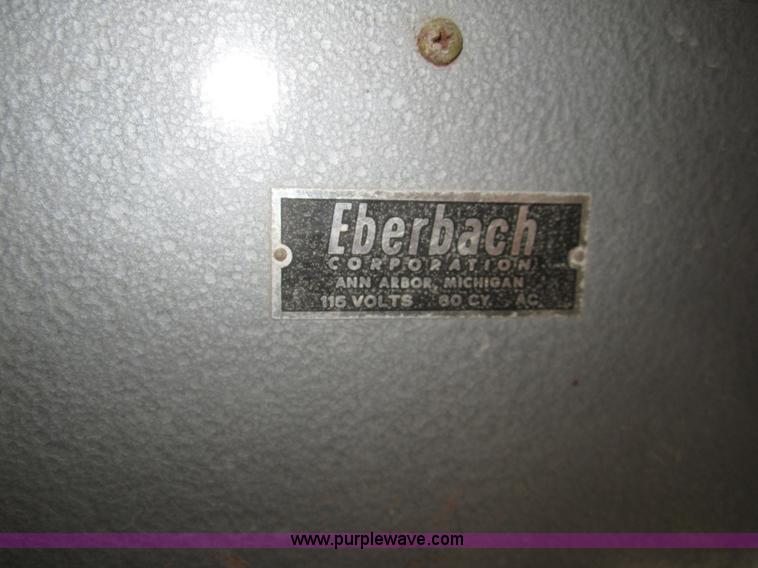 Eberbach
CORPORATION
ANN ARBOR, MICHIGAN
115 VOLTS 60 CY. AC
www.purplewave.com